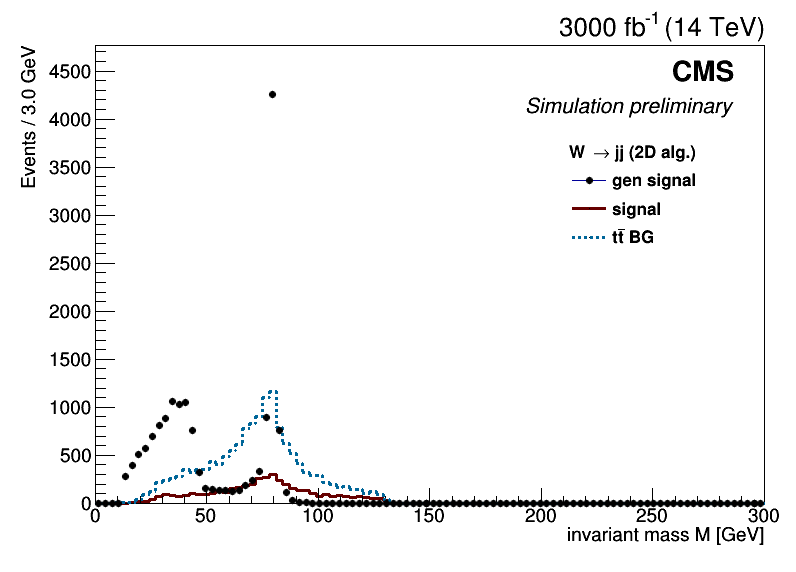 3000 fb⁻¹ (14 TeV)
Events / 3.0 GeV
CMS
Simulation preliminary
W → jj (2D alg.)
gen signal
signal
tt̄ BG
4500
4000
3500
3000
2500
2000
1500
1000
500
0
0 50 100 150 200 250 300
invariant mass M [GeV]